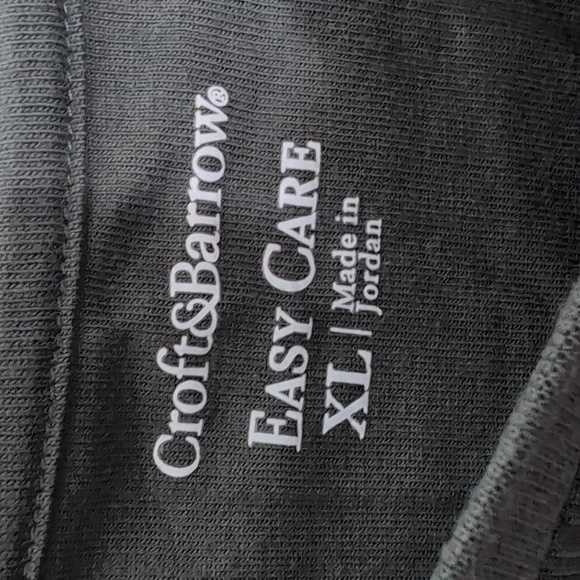 Croft&Barrow®
EASY CARE
XL | Made in
Jordan